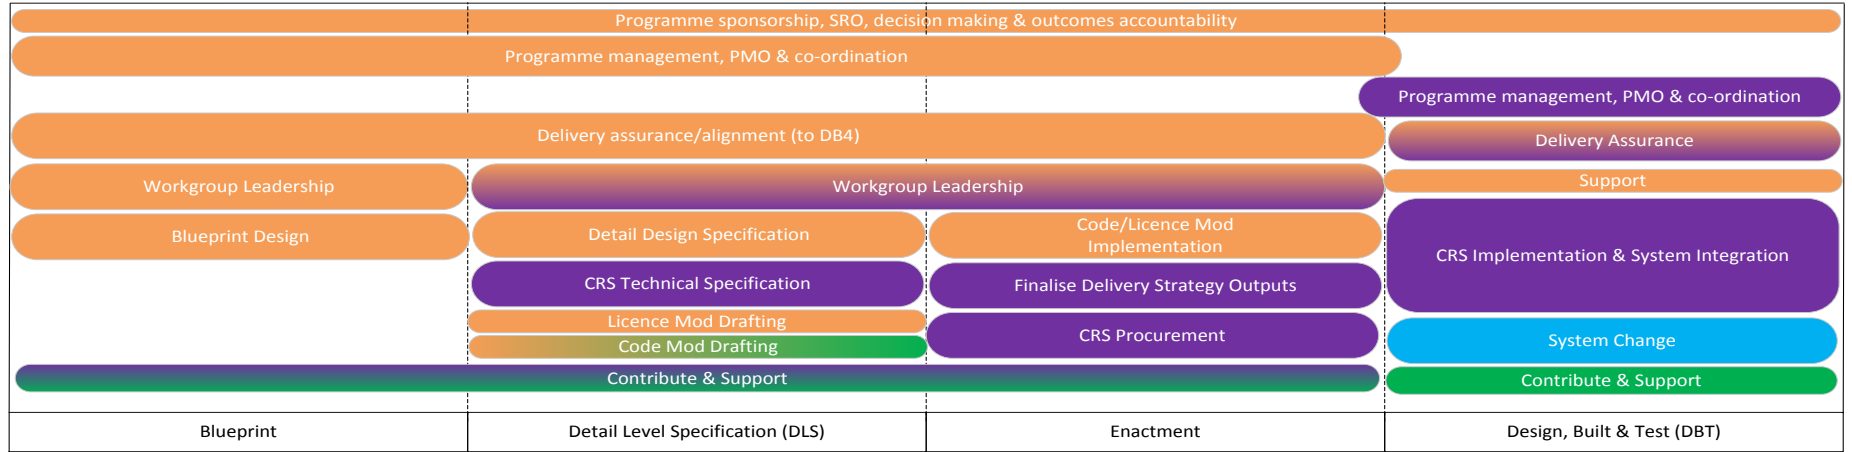 Programme sponsorship, SRO, decision making & outcomes accountability
Programme management, PMO & co-ordination
Programme management, PMO & co-ordination
Delivery assurance/alignment (to DB4)
Delivery Assurance
Workgroup Leadership
Workgroup Leadership
Support
Blueprint Design
Detail Design Specification
Code/Licence Mod
Implementation
CRS Implementation & System Integration
CRS Technical Specification
Finalise Delivery Strategy Outputs
Licence Mod Drafting
Code Mod Drafting
CRS Procurement
System Change
Contribute & Support
Contribute & Support
Blueprint
Detail Level Specification (DLS)
Enactment
Design, Built & Test (DBT)